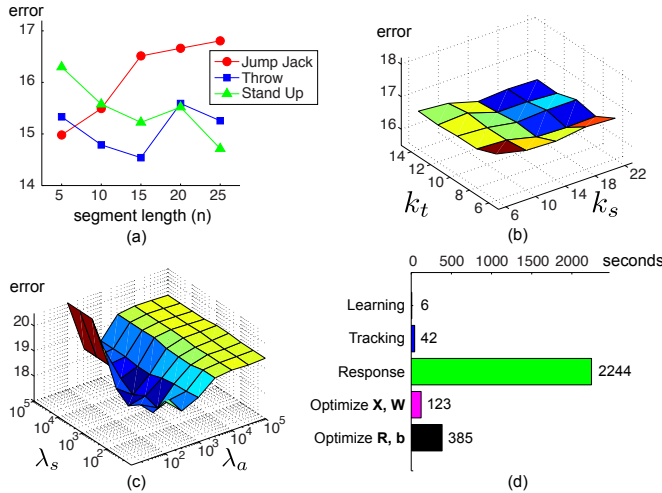 error
17
16
15
14
5 10 15 20 25
segment length (n)
Jump Jack
Throw
Stand Up
(a)
error
18
17
16
14
12
10
8
6
k_t
6
10
14
18
22
k_s
(b)
error
20
19
18
10^5
10^4
10^3
10^2
λ_s
10^2
10^3
10^4
10^5
λ_a
(c)
0 500 1000 1500 2000 seconds
Learning 6
Tracking 42
Response 2244
Optimize X, W 123
Optimize R, b 385
(d)